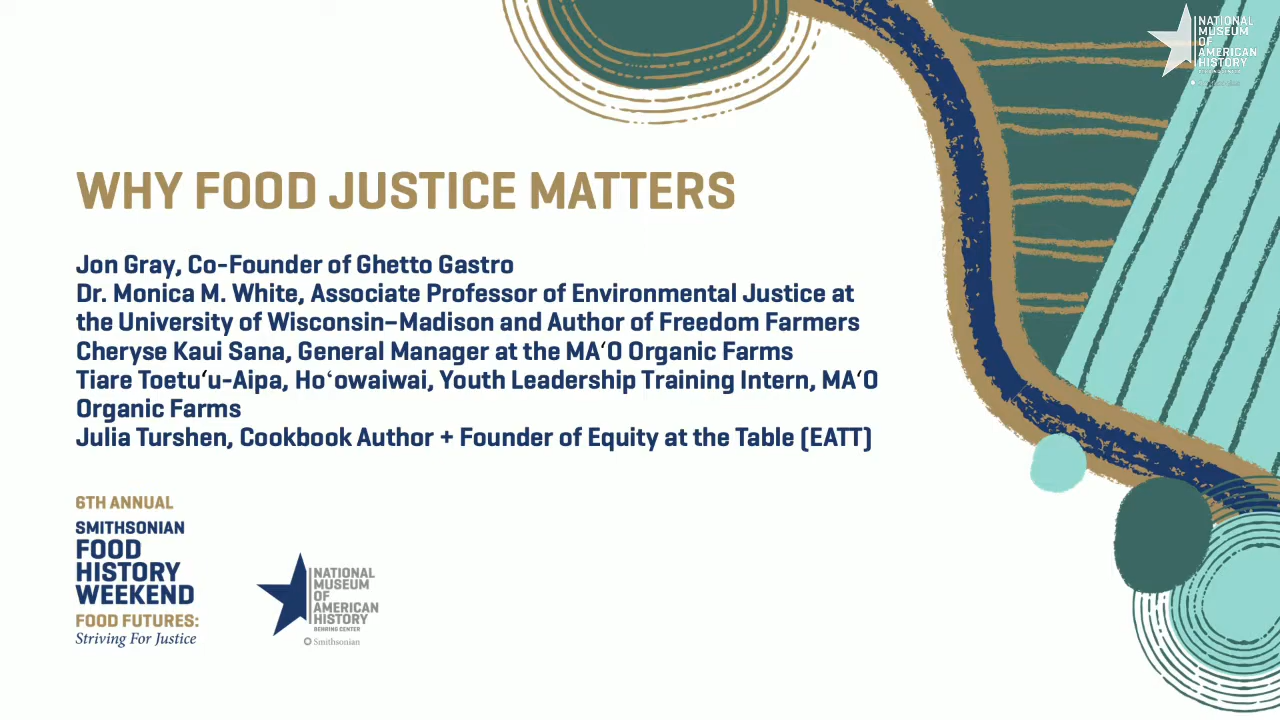 NATIONAL
MUSEUM
OF
AMERICAN
HISTORY
BEHRING CENTER
WHY FOOD JUSTICE MATTERS
Jon Gray, Co-Founder of Ghetto Gastro
Dr. Monica M. White, Associate Professor of Environmental Justice at
the University of Wisconsin–Madison and Author of Freedom Farmers
Cheryse Kaui Sana, General Manager at the MAʻO Organic Farms
Tiare Toetuʻu-Aipa, Hoʻowaiwai, Youth Leadership Training Intern, MAʻO
Organic Farms
Julia Turshen, Cookbook Author + Founder of Equity at the Table (EATT)
6TH ANNUAL
SMITHSONIAN
FOOD
HISTORY
WEEKEND
FOOD FUTURES:
Striving For Justice
NATIONAL
MUSEUM
OF
AMERICAN
HISTORY
BEHRING CENTER
Smithsonian